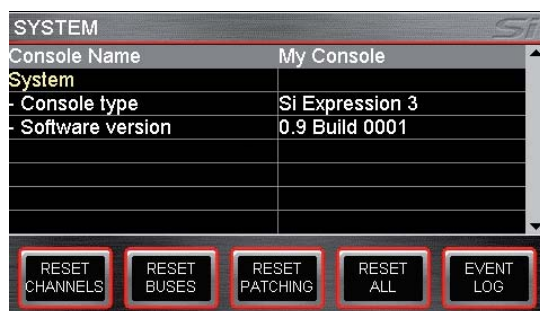 SYSTEM Si
Console Name My Console
System
- Console type Si Expression 3
- Software version 0.9 Build 0001
RESET CHANNELS
RESET BUSES
RESET PATCHING
RESET ALL
EVENT LOG